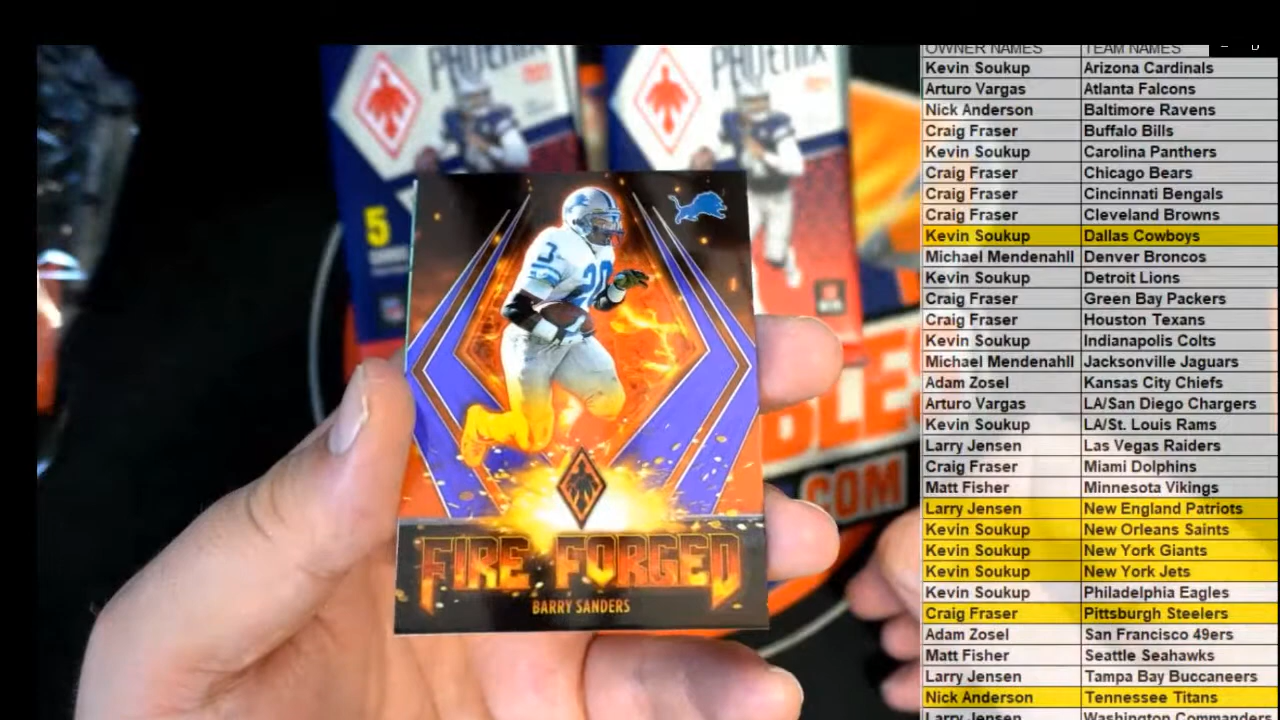 PHOENIX
PHOENIX
5
20
FIRE FORGED
BARRY SANDERS
.COM
OWNER NAMES TEAM NAMES
Kevin Soukup Arizona Cardinals
Arturo Vargas Atlanta Falcons
Nick Anderson Baltimore Ravens
Craig Fraser Buffalo Bills
Kevin Soukup Carolina Panthers
Craig Fraser Chicago Bears
Craig Fraser Cincinnati Bengals
Craig Fraser Cleveland Browns
Kevin Soukup Dallas Cowboys
Michael Mendenahll Denver Broncos
Kevin Soukup Detroit Lions
Craig Fraser Green Bay Packers
Craig Fraser Houston Texans
Kevin Soukup Indianapolis Colts
Michael Mendenahll Jacksonville Jaguars
Adam Zosel Kansas City Chiefs
Arturo Vargas LA/San Diego Chargers
Kevin Soukup LA/St. Louis Rams
Larry Jensen Las Vegas Raiders
Craig Fraser Miami Dolphins
Matt Fisher Minnesota Vikings
Larry Jensen New England Patriots
Kevin Soukup New Orleans Saints
Kevin Soukup New York Giants
Kevin Soukup New York Jets
Kevin Soukup Philadelphia Eagles
Craig Fraser Pittsburgh Steelers
Adam Zosel San Francisco 49ers
Matt Fisher Seattle Seahawks
Larry Jensen Tampa Bay Buccaneers
Nick Anderson Tennessee Titans
Larry Jensen Washington Commanders